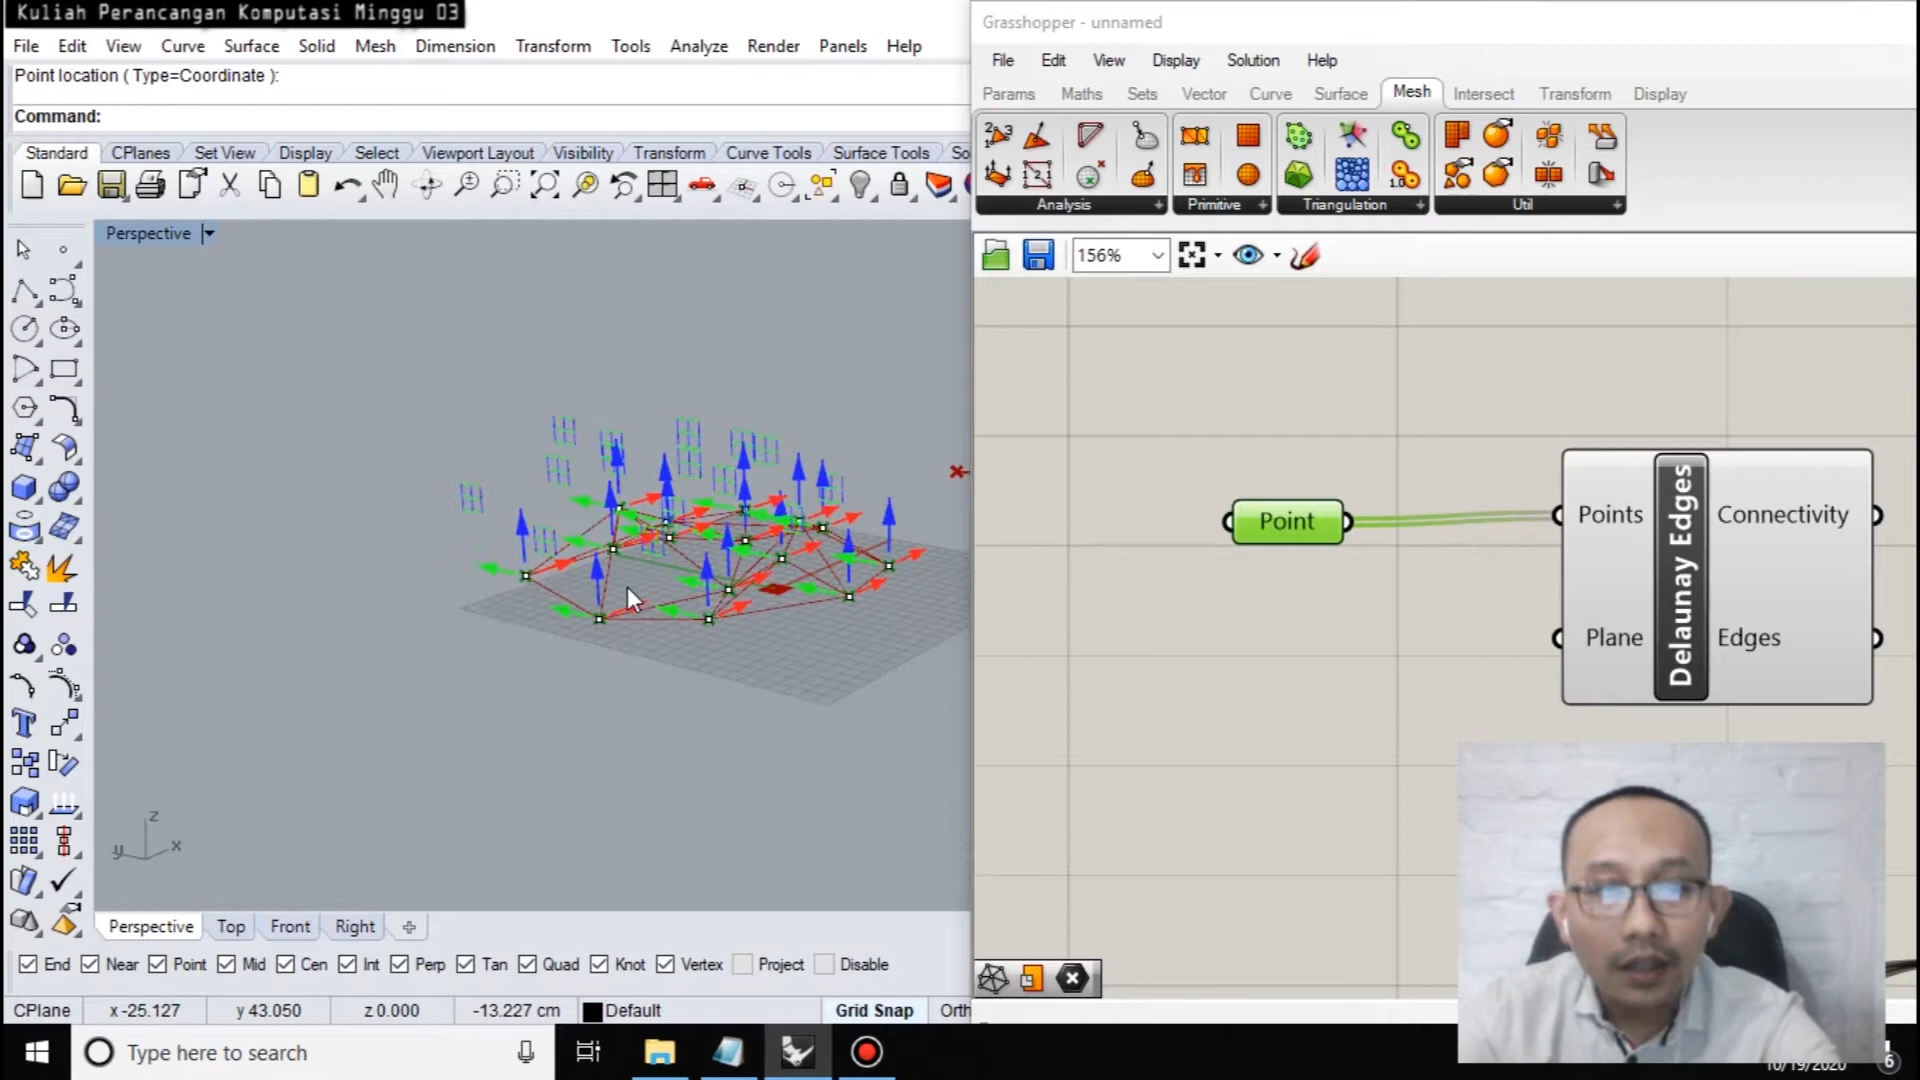 Kuliah Perancangan Komputasi Minggu 03
File Edit View Curve Surface Solid Mesh Dimension Transform Tools Analyze Render Panels Help
Point location ( Type=Coordinate ):
Command:
Standard CPlanes Set View Display Select Viewport Layout Visibility Transform Curve Tools Surface Tools So
Perspective
z
y x
Perspective Top Front Right
End Near Point Mid Cen Int Perp Tan Quad Knot Vertex Project Disable
CPlane x -25.127 y 43.050 z 0.000 -13.227 cm Default Grid Snap Orth
Type here to search
Grasshopper - unnamed
File Edit View Display Solution Help
Params Maths Sets Vector Curve Surface Mesh Intersect Transform Display
Analysis Primitive Triangulation Util
156%
Point
Points
Plane
Delaunay Edges
Connectivity
Edges
10/19/2020
6